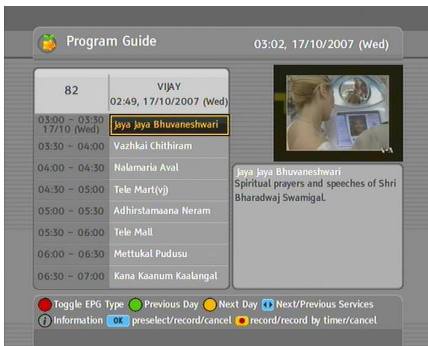 Program Guide
03:02, 17/10/2007 (Wed)
82
VIJAY
02:49, 17/10/2007 (Wed)
03:00 ~ 03:30
17/10 (Wed)
Jaya Jaya Bhuvaneshwari
03:30 ~ 04:00 Vazhkai Chithiram
04:00 ~ 04:30 Nalamaria Aval
04:30 ~ 05:00 Tele Mart(vj)
05:00 ~ 05:30 Adhirstamaana Neram
05:30 ~ 06:00 Tele Mall
06:00 ~ 06:30 Mettukal Pudusu
06:30 ~ 07:00 Kana Kaanum Kaalangal
VOA
Jaya Jaya Bhuvaneshwari
Spiritual prayers and speeches of Shri
Bharadwaj Swamigal.
Toggle EPG Type Previous Day Next Day Next/Previous Services
i Information OK preselect/record/cancel record/record by timer/cancel